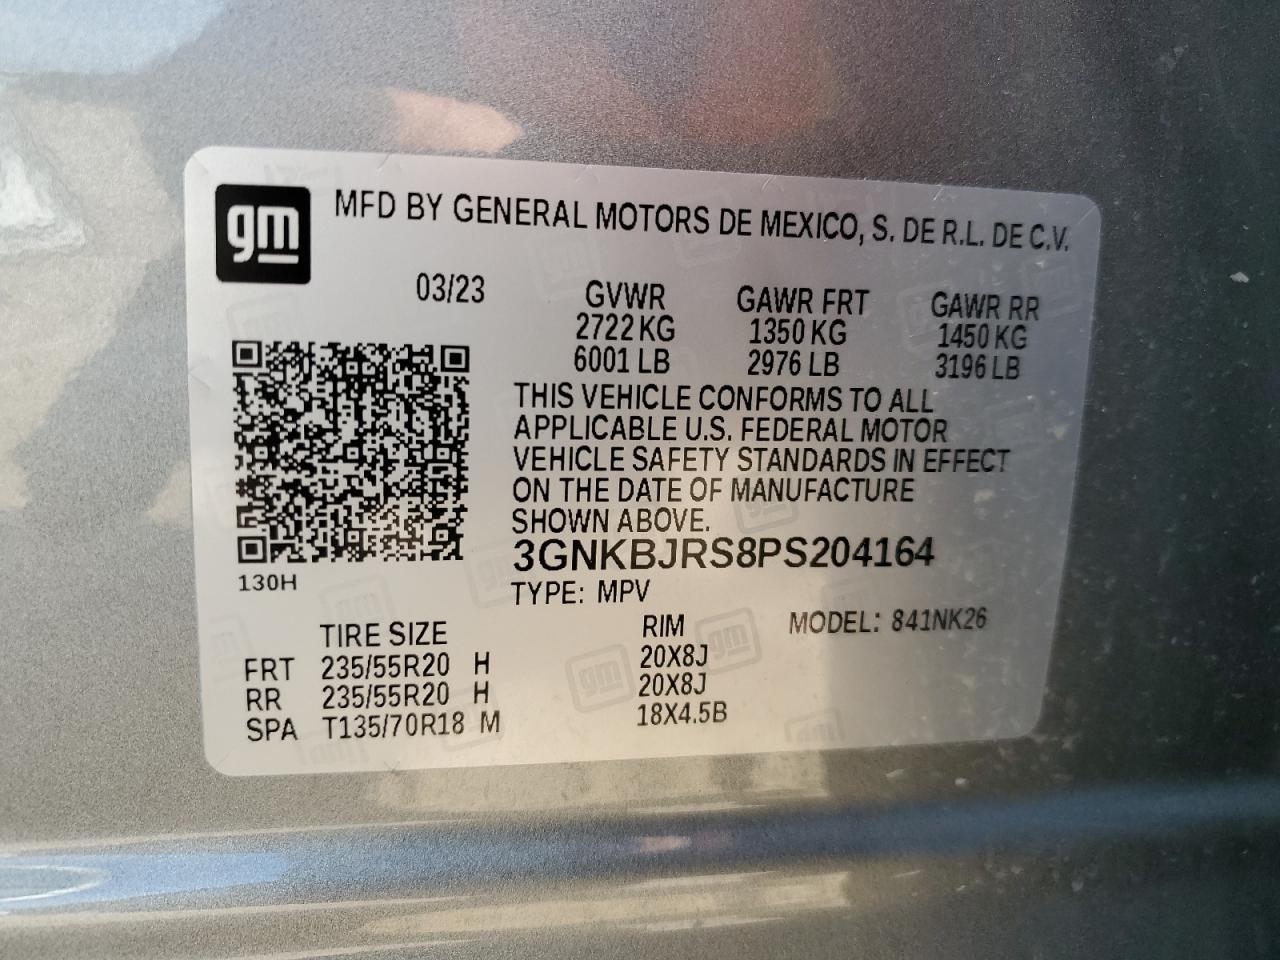 gm
MFD BY GENERAL MOTORS DE MEXICO, S. DE R.L. DE C.V.
03/23 GVWR GAWR FRT GAWR RR
2722 KG 1350 KG 1450 KG
6001 LB 2976 LB 3196 LB
THIS VEHICLE CONFORMS TO ALL
APPLICABLE U.S. FEDERAL MOTOR
VEHICLE SAFETY STANDARDS IN EFFECT
ON THE DATE OF MANUFACTURE
SHOWN ABOVE.
3GNKBJRS8PS204164
130H
TYPE: MPV
MODEL: 841NK26
TIRE SIZE RIM
FRT 235/55R20 H 20X8J
RR 235/55R20 H 20X8J
SPA T135/70R18 M 18X4.5B